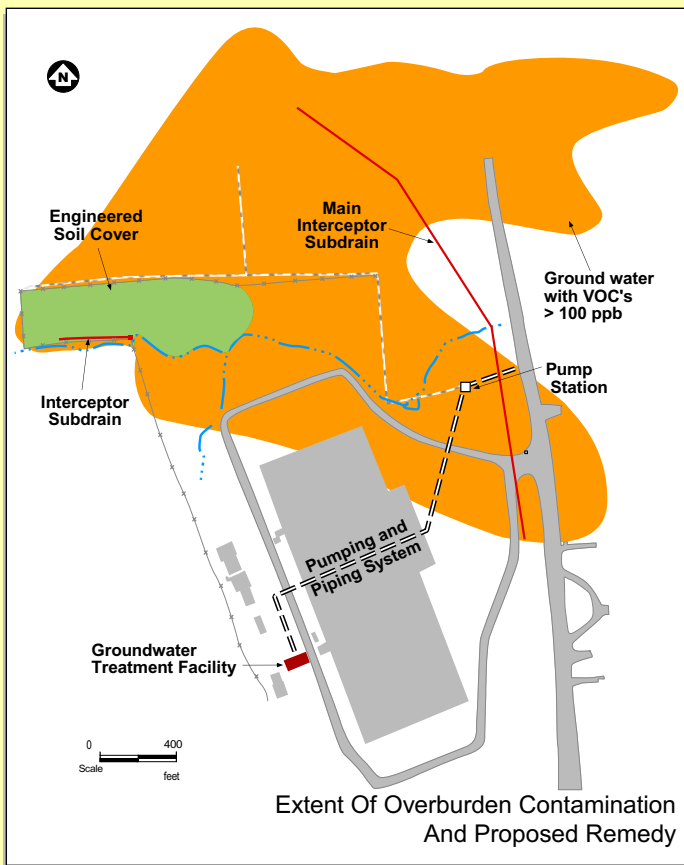 N
Engineered
Soil Cover
Main
Interceptor
Subdrain
Ground water
with VOC's
> 100 ppb
Interceptor
Subdrain
Pump
Station
Pumping and
Piping System
Groundwater
Treatment Facility
0 400
Scale
feet
Extent Of Overburden Contamination
And Proposed Remedy